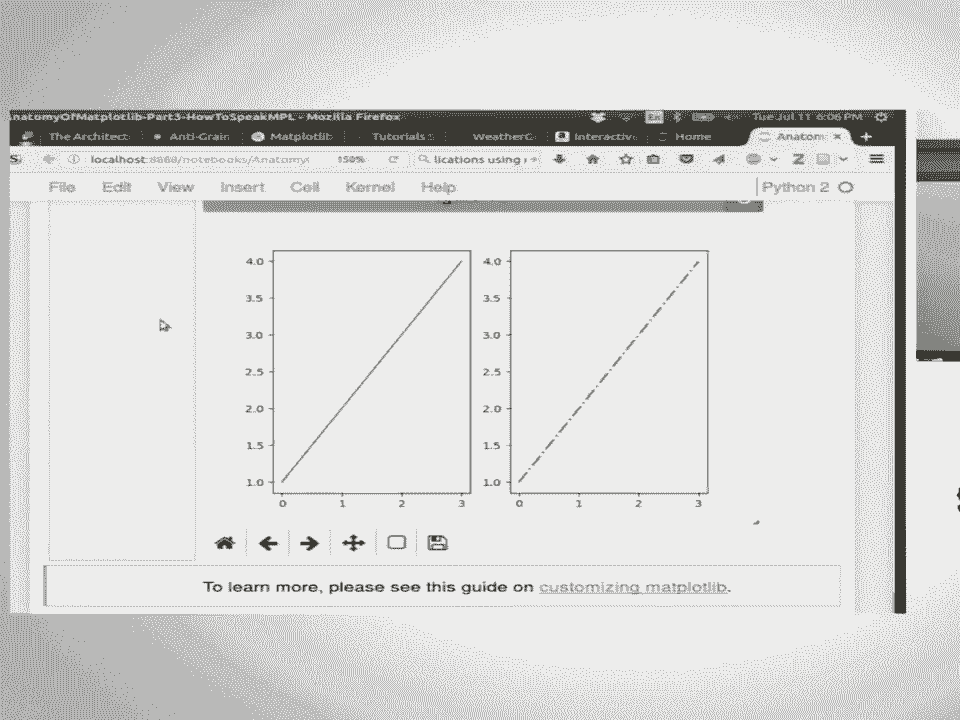 AnatomyOfMatplotlib-Part3-HowToSpeakMPL - Mozilla Firefox En Tue Jul 11 6:06 PM
The Architect Anti-Grain Matplotlib Tutorials WeatherG Interactiv Home Anatom
localhost:8888/notebooks/Anatomy 150% lications using
File Edit View Insert Cell Kernel Help Python 2
4.0 4.0
3.5 3.5
3.0 3.0
2.5 2.5
2.0 2.0
1.5 1.5
1.0 1.0
0 1 2 3 0 1 2 3
To learn more, please see this guide on customizing matplotlib.